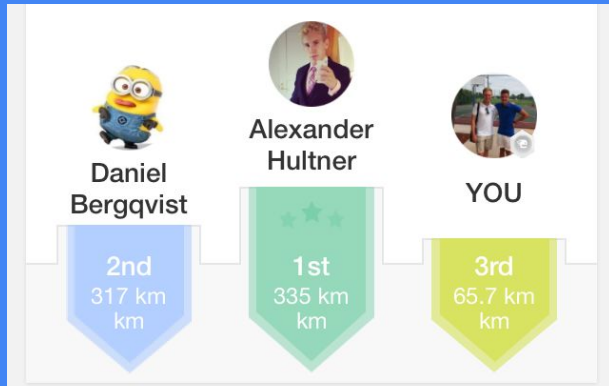 Daniel
Bergqvist
2nd
317 km
km
Alexander
Hultner
1st
335 km
km
YOU
3rd
65.7 km
km